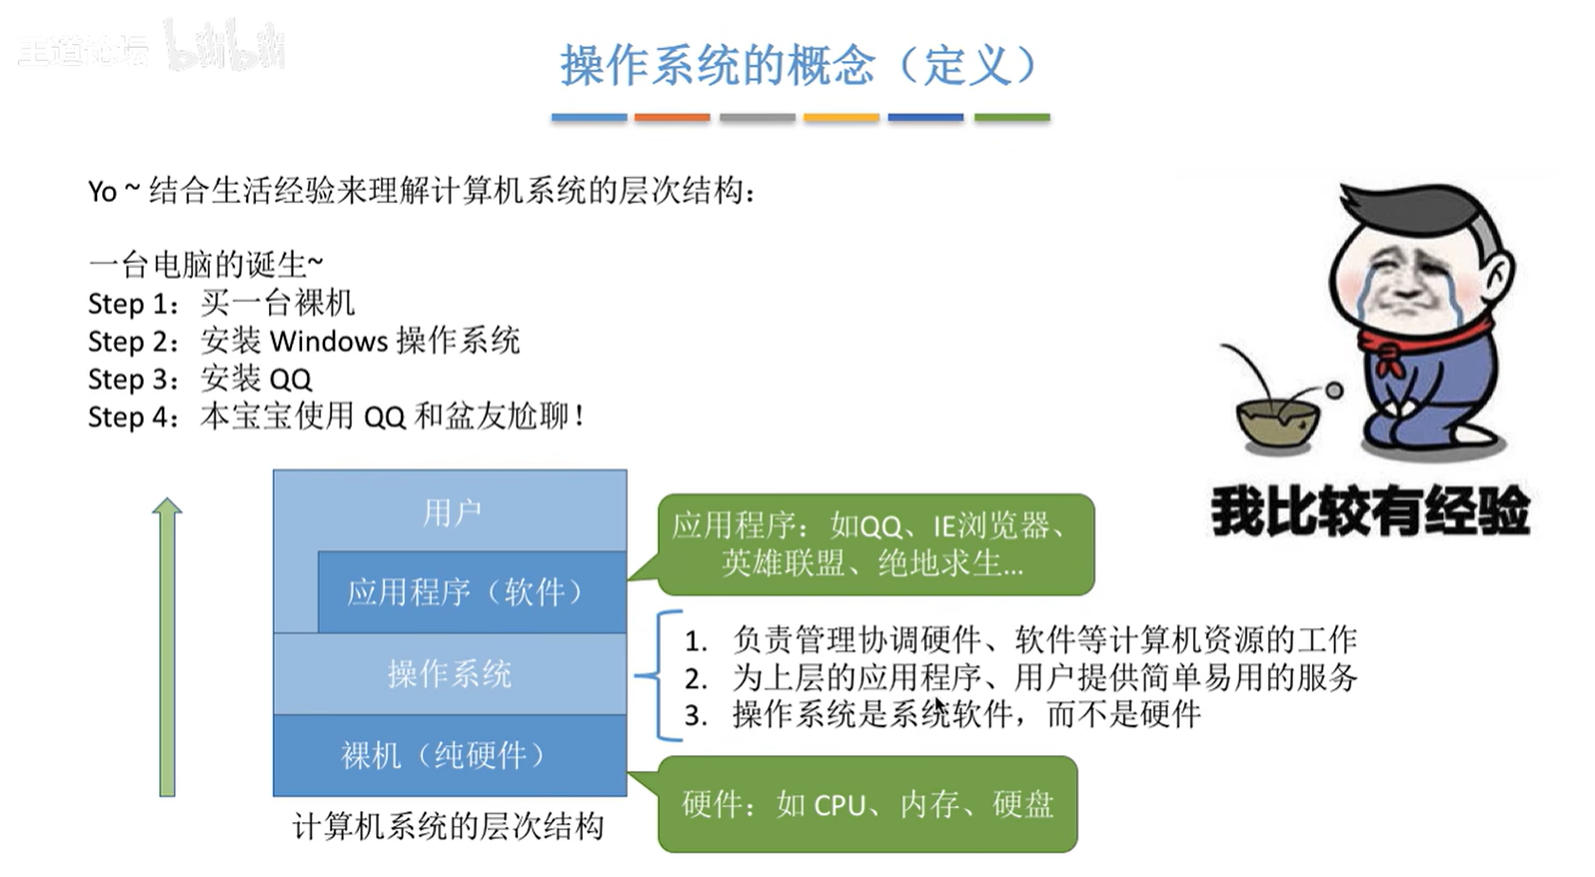 王道论坛 bilibili
操作系统的概念（定义）
Yo ~ 结合生活经验来理解计算机系统的层次结构：
一台电脑的诞生~
Step 1：买一台裸机
Step 2：安装 Windows 操作系统
Step 3：安装 QQ
Step 4：本宝宝使用 QQ 和盆友尬聊！
我比较有经验
用户
应用程序（软件）
操作系统
裸机（纯硬件）
计算机系统的层次结构
应用程序：如QQ、IE浏览器、
英雄联盟、绝地求生...
1. 负责管理协调硬件、软件等计算机资源的工作
2. 为上层的应用程序、用户提供简单易用的服务
3. 操作系统是系统软件，而不是硬件
硬件：如 CPU、内存、硬盘